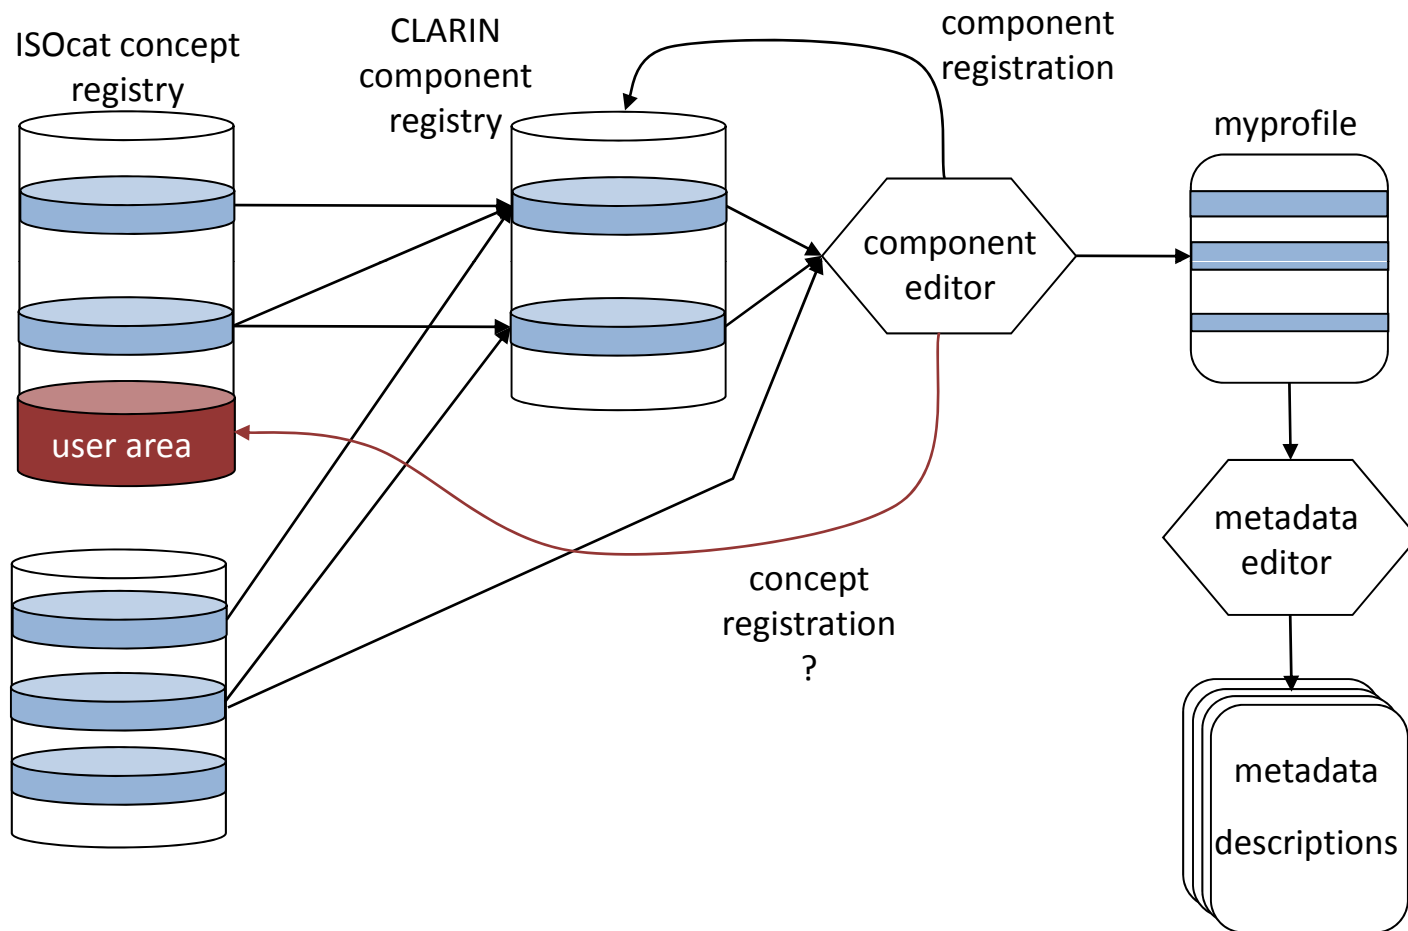 ISOcat concept
registry
CLARIN
component
registry
component
registration
myprofile
component
editor
user area
metadata
editor
concept
registration
?
metadata
descriptions